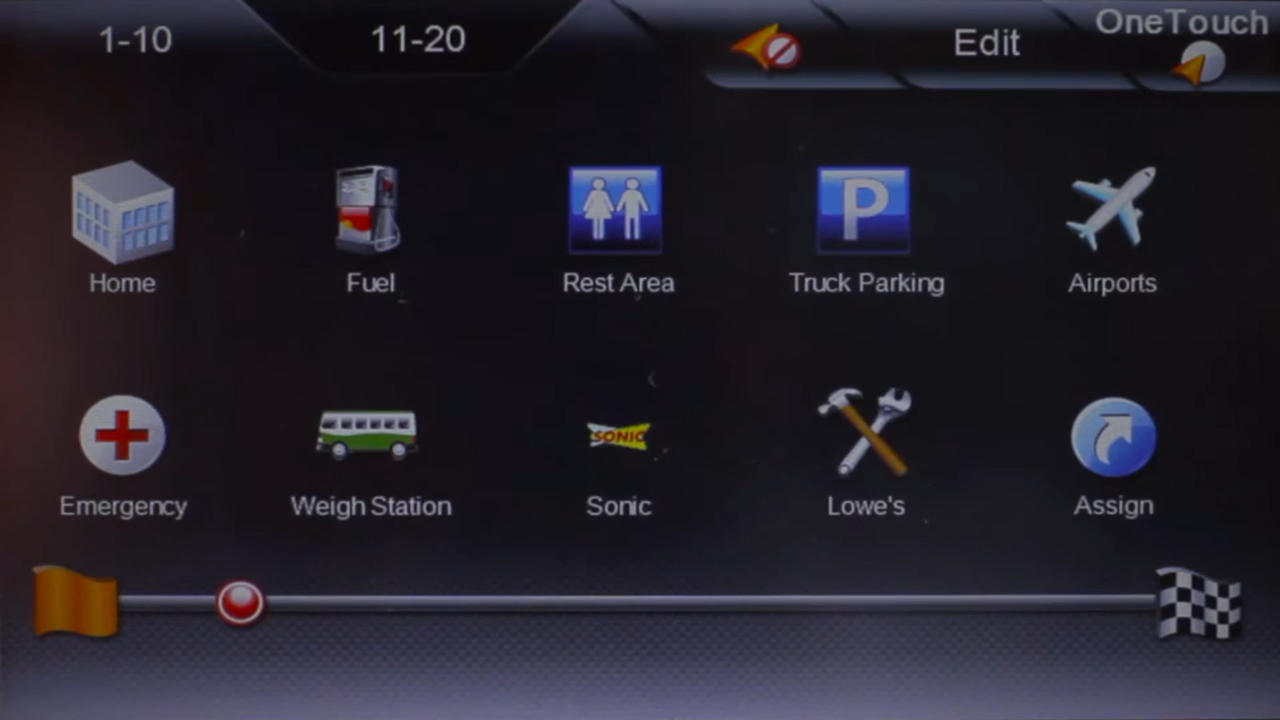 1-10
11-20
Edit
OneTouch
Home
Fuel
Rest Area
P
Truck Parking
Airports
Emergency
Weigh Station
SONIC
Sonic
Lowe's
Assign